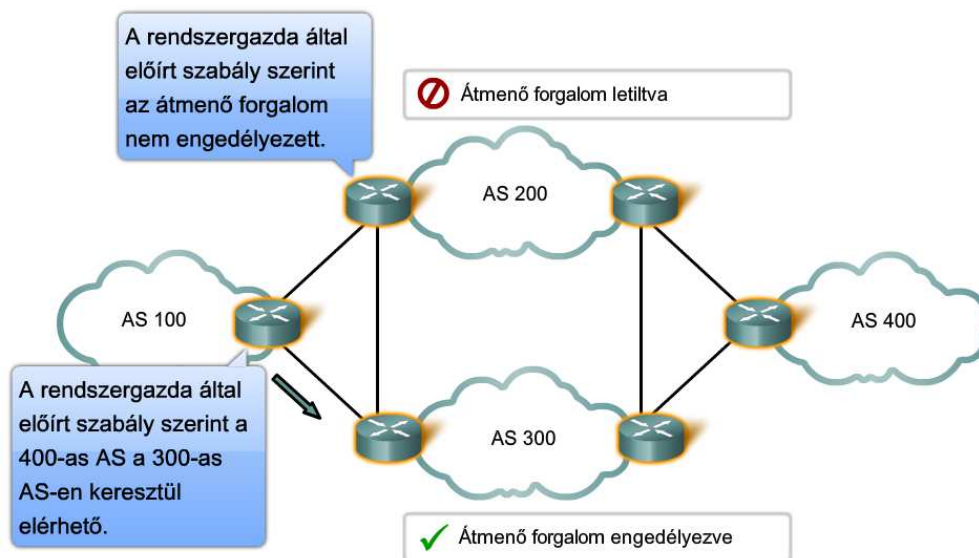 A rendszergazda által
előírt szabály szerint
az átmenő forgalom
nem engedélyezett.
Átmenő forgalom letiltva
AS 200
AS 100
AS 400
A rendszergazda által
előírt szabály szerint a
400-as AS a 300-as
AS-en keresztül
elérhető.
AS 300
Átmenő forgalom engedélyezve